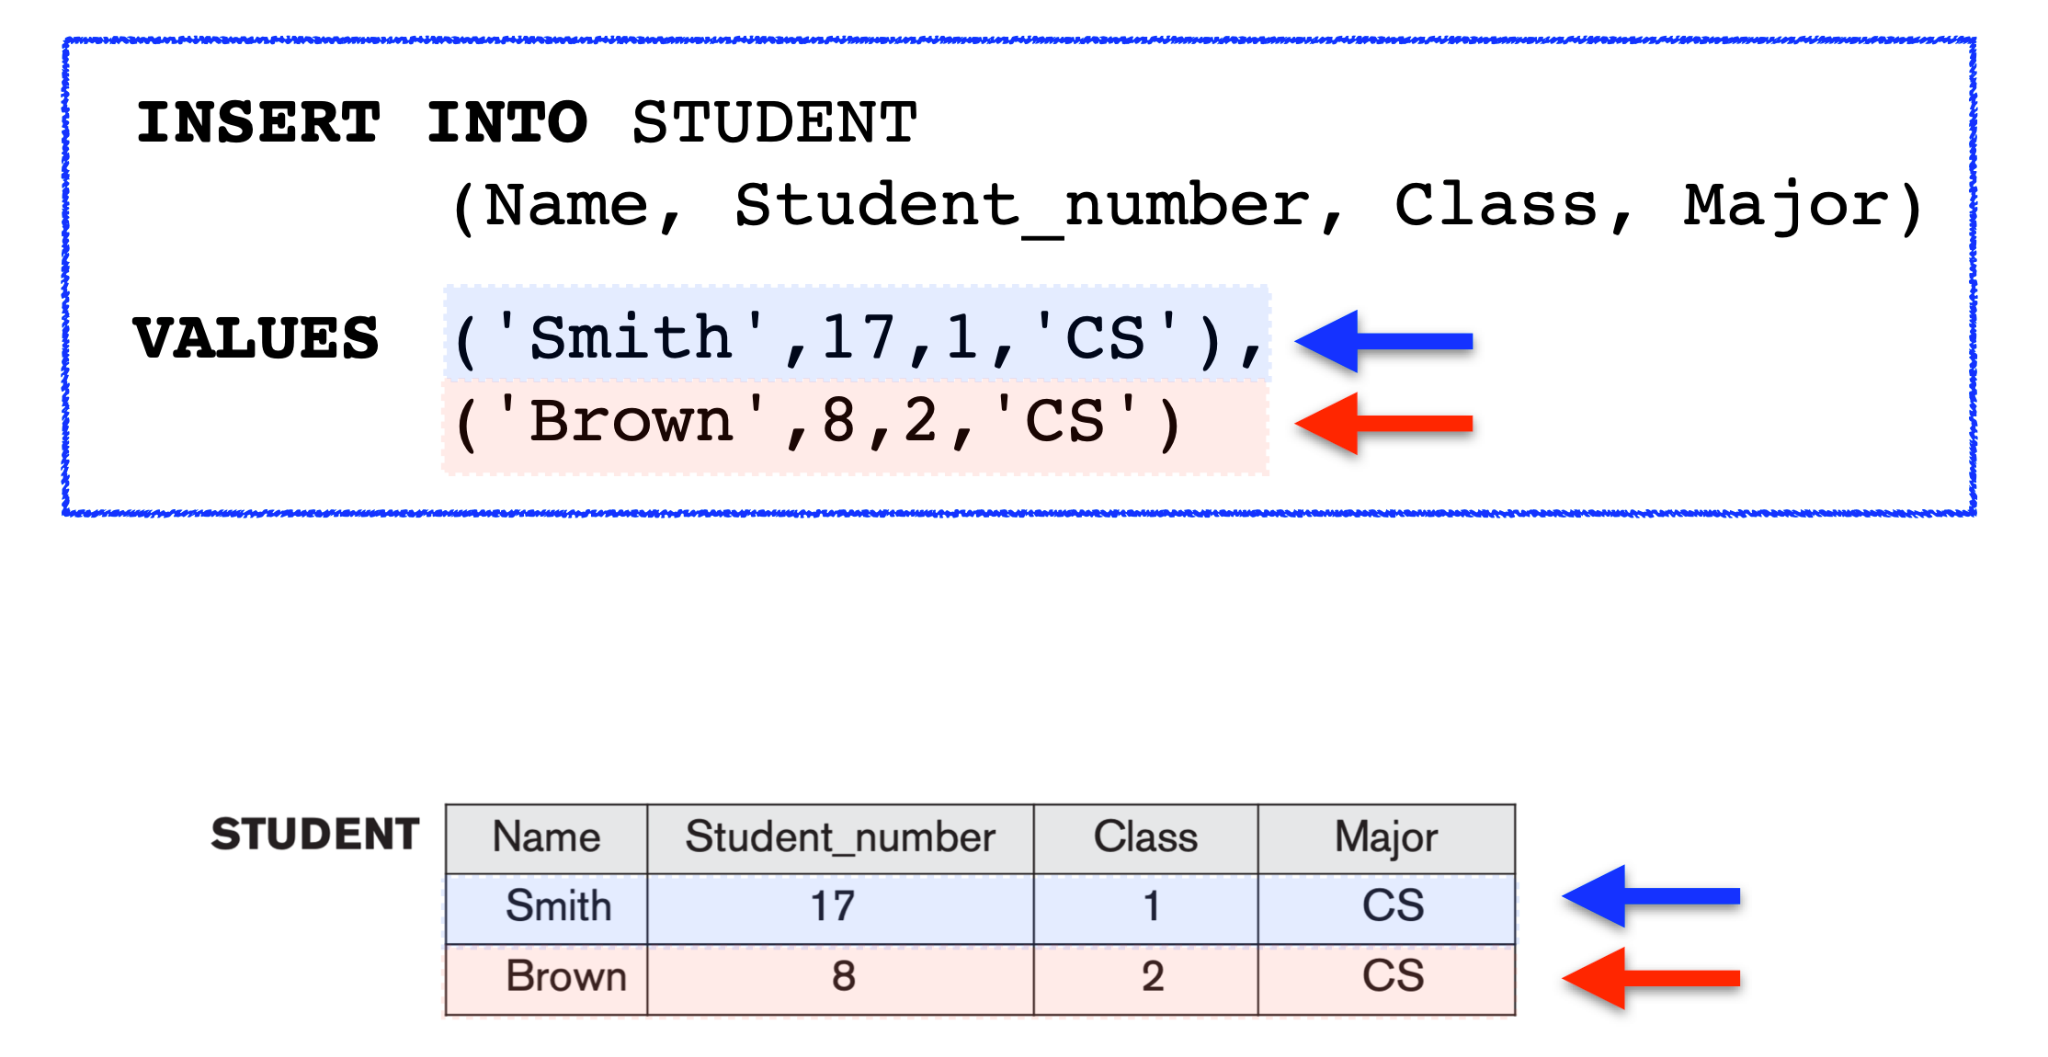 INSERT INTO STUDENT
(Name, Student_number, Class, Major)
VALUES ('Smith',17,1,'CS'),
('Brown',8,2,'CS')
STUDENT Name Student_number Class Major
Smith 17 1 CS
Brown 8 2 CS